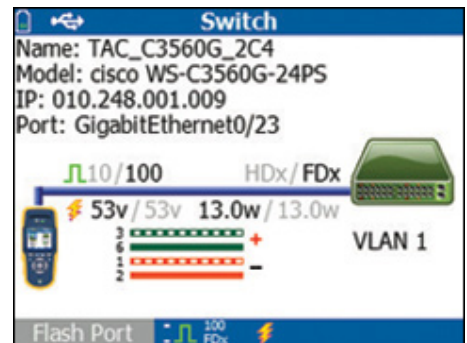 Switch
Name: TAC_C3560G_2C4
Model: cisco WS-C3560G-24PS
IP: 010.248.001.009
Port: GigabitEthernet0/23
10/100 HDx/FDx
53v/53v 13.0w/13.0w
3
6 +
1
2 -
VLAN 1
Flash Port 100 FDx